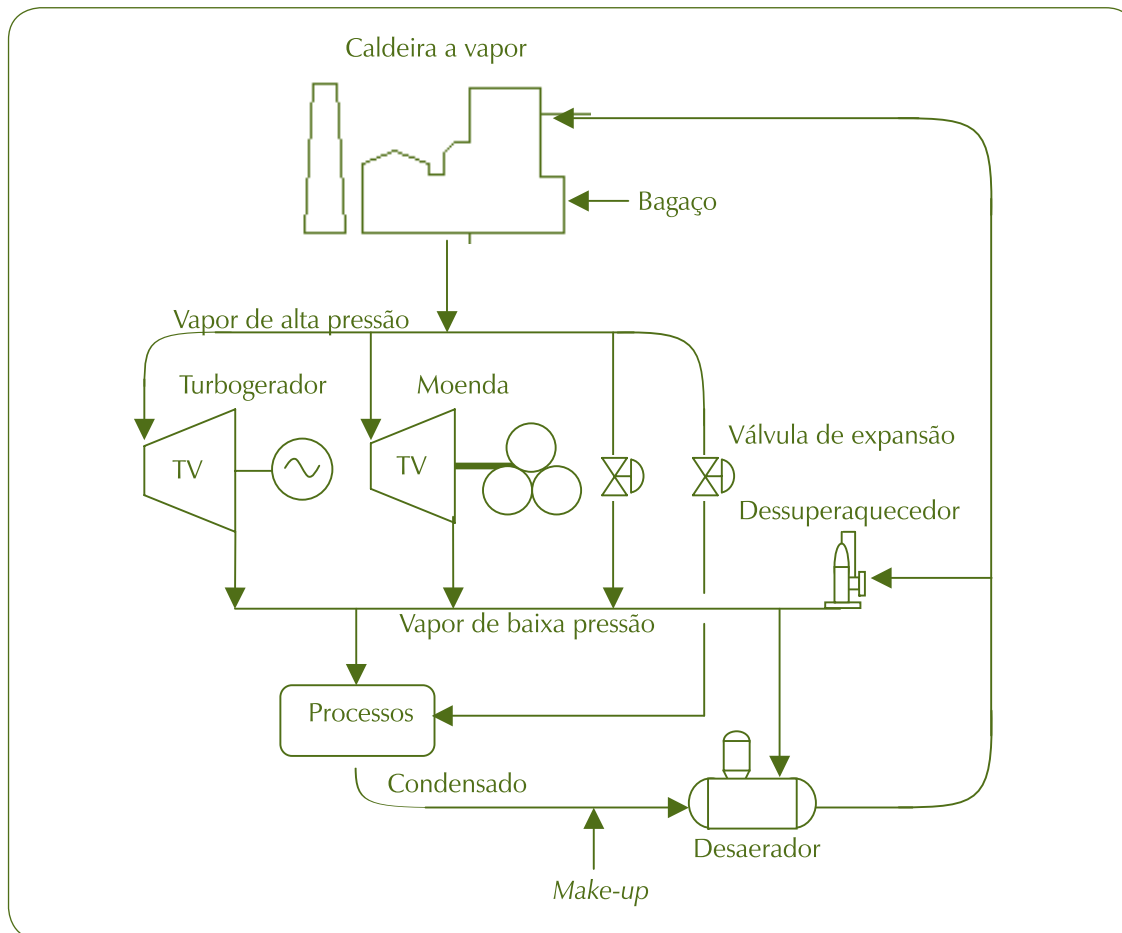 Caldeira a vapor
Bagaço
Vapor de alta pressão
Turbogerador
Moenda
Válvula de expansão
TV
TV
Dessuperaquecedor
Vapor de baixa pressão
Processos
Condensado
Desaerador
Make-up